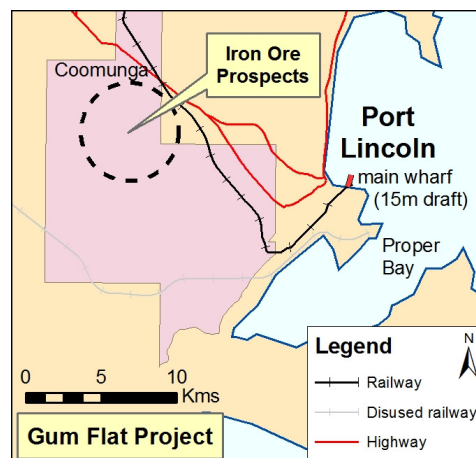 Iron Ore
Prospects
Coomunga
Port
Lincoln
main wharf
(15m draft)
Proper
Bay
N
Legend
Railway
Disused railway
Highway
0 5 10
Kms
Gum Flat Project